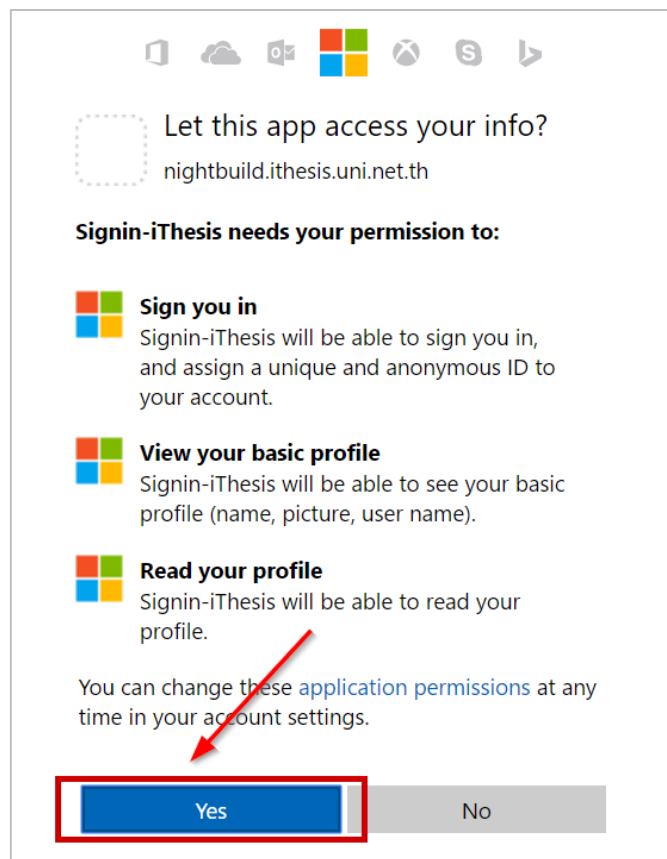 Let this app access your info?
nightbuild.ithesis.uni.net.th
Signin-iThesis needs your permission to:
Sign you in
Signin-iThesis will be able to sign you in,
and assign a unique and anonymous ID to
your account.
View your basic profile
Signin-iThesis will be able to see your basic
profile (name, picture, user name).
Read your profile
Signin-iThesis will be able to read your
profile.
You can change these application permissions at any
time in your account settings.
Yes No